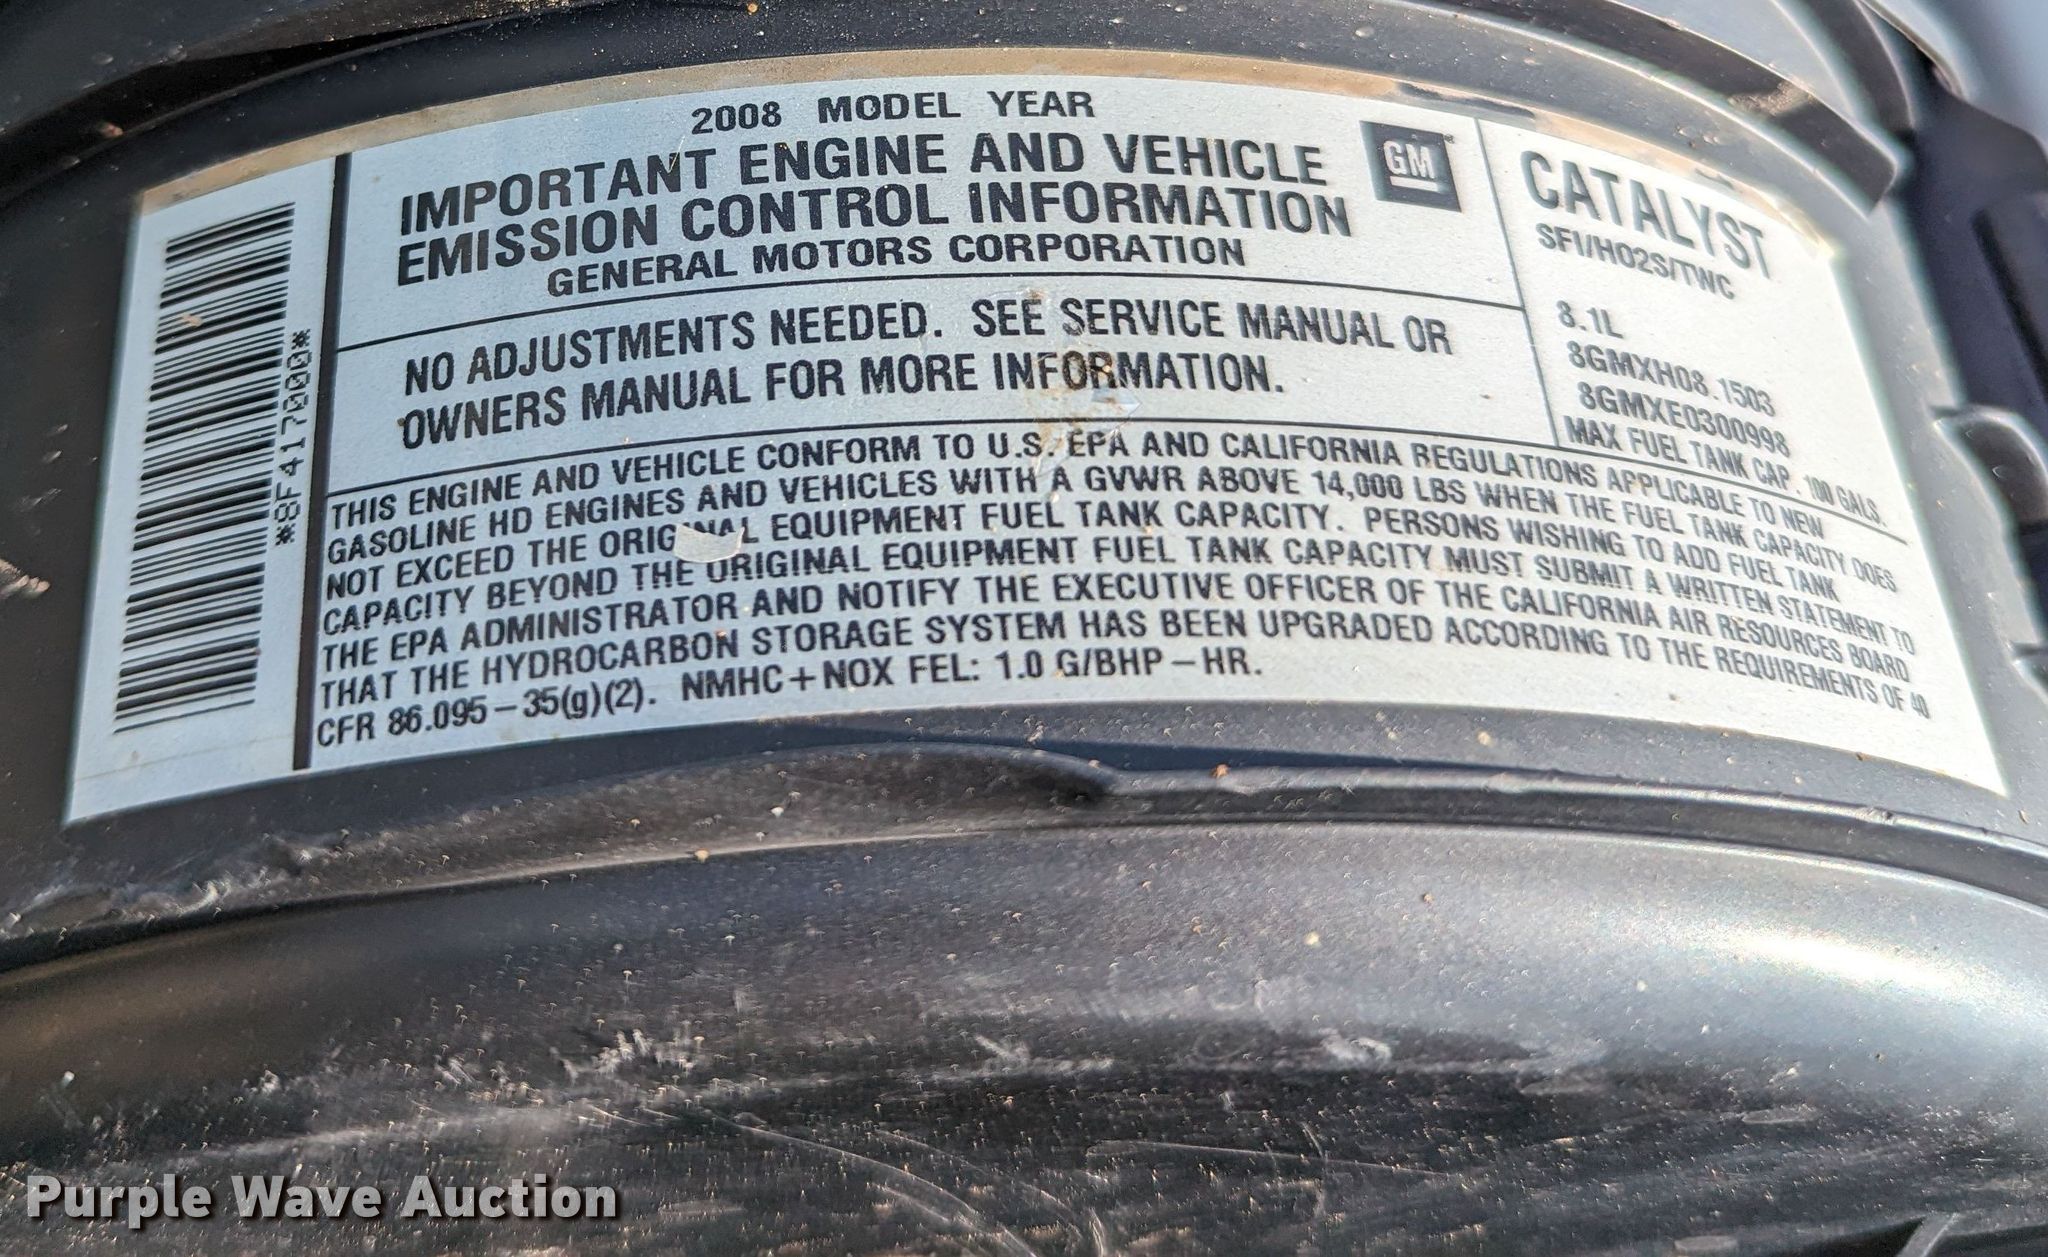 2008 MODEL YEAR
IMPORTANT ENGINE AND VEHICLE
EMISSION CONTROL INFORMATION
GENERAL MOTORS CORPORATION
GM
NO ADJUSTMENTS NEEDED. SEE SERVICE MANUAL OR
OWNERS MANUAL FOR MORE INFORMATION.
CATALYST
SFI/HO2S/TWC
8.1L
8GMXH08.1503
8GMXE0300998
MAX FUEL TANK CAP. 100 GALS.
THIS ENGINE AND VEHICLE CONFORM TO U.S. EPA AND CALIFORNIA REGULATIONS APPLICABLE TO NEW
GASOLINE HD ENGINES AND VEHICLES WITH A GVWR ABOVE 14,000 LBS WHEN THE FUEL TANK CAPACITY DOES
NOT EXCEED THE ORIGINAL EQUIPMENT FUEL TANK CAPACITY. PERSONS WISHING TO ADD FUEL TANK
CAPACITY BEYOND THE ORIGINAL EQUIPMENT FUEL TANK CAPACITY MUST SUBMIT A WRITTEN STATEMENT TO
THE EPA ADMINISTRATOR AND NOTIFY THE EXECUTIVE OFFICER OF THE CALIFORNIA AIR RESOURCES BOARD
THAT THE HYDROCARBON STORAGE SYSTEM HAS BEEN UPGRADED ACCORDING TO THE REQUIREMENTS OF 40
CFR 86.095-35(g)(2). NMHC+NOX FEL: 1.0 G/BHP-HR.
*8F417000*
Purple Wave Auction